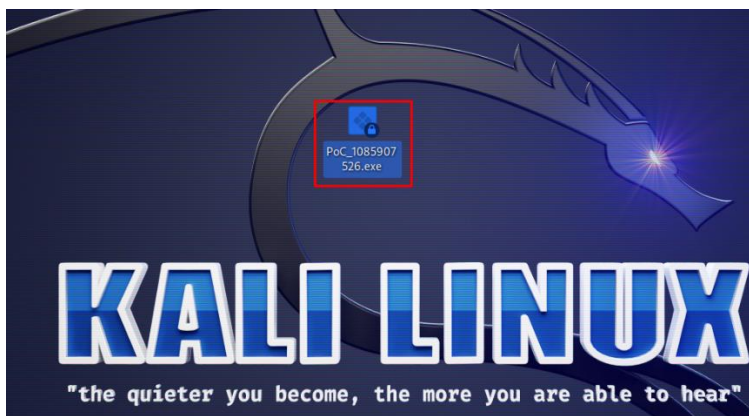 PoC_1085907
526.exe
KALI LINUX
"the quieter you become, the more you are able to hear"